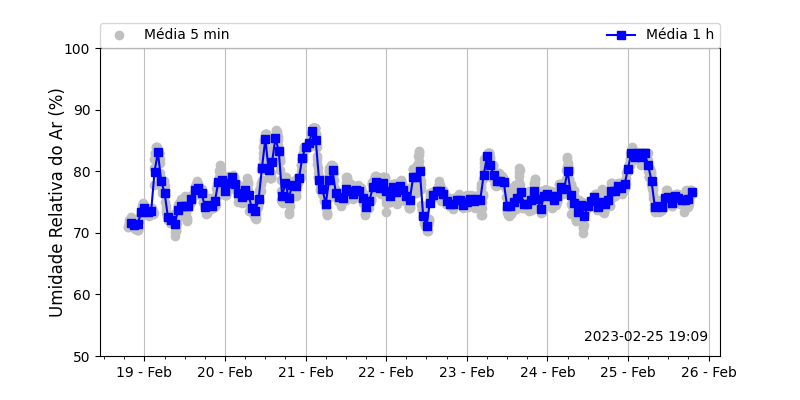 Média 5 min
Média 1 h
Umidade Relativa do Ar (%)
100
90
80
70
60
50
2023-02-25 19:09
19 - Feb
20 - Feb
21 - Feb
22 - Feb
23 - Feb
24 - Feb
25 - Feb
26 - Feb